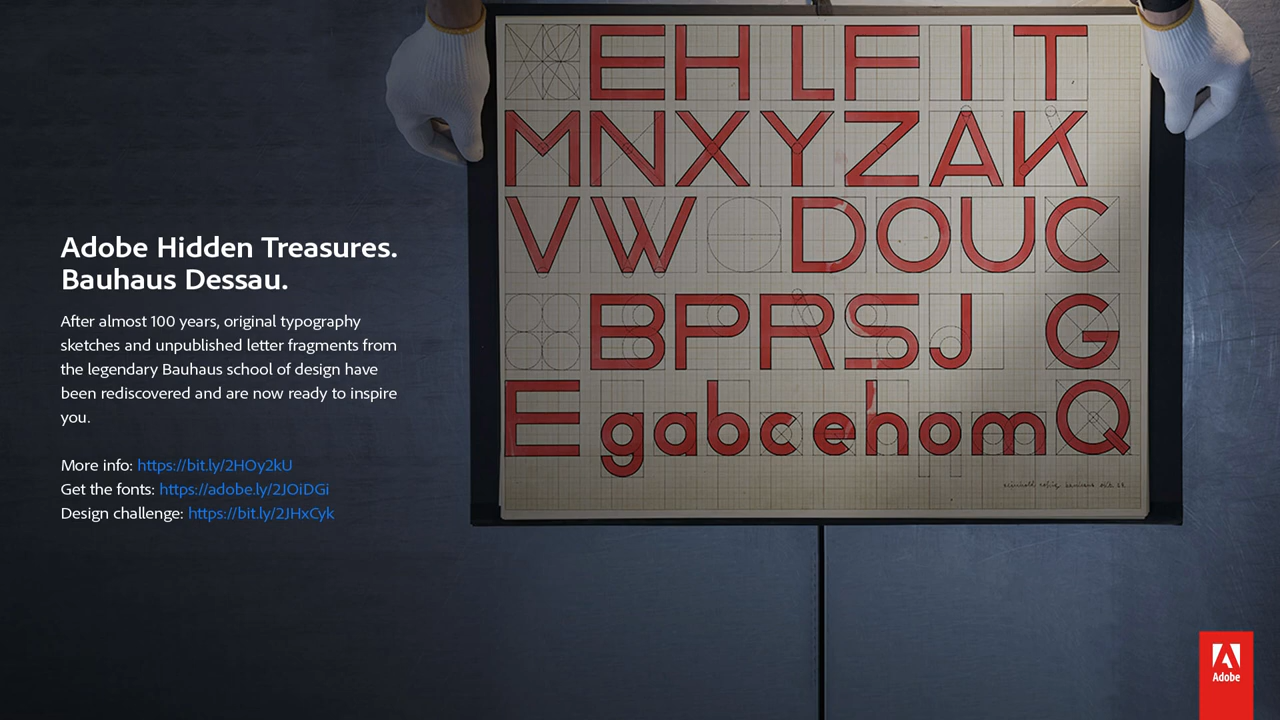 Adobe Hidden Treasures.
Bauhaus Dessau.
After almost 100 years, original typography
sketches and unpublished letter fragments from
the legendary Bauhaus school of design have
been rediscovered and are now ready to inspire
you.
More info: https://bit.ly/2HOy2kU
Get the fonts: https://adobe.ly/2JOiDGi
Design challenge: https://bit.ly/2JHxCyk
EHLFIT
MNXYZAK
VW DOUC
BPRSJ G
E gabcehom Q
Adobe